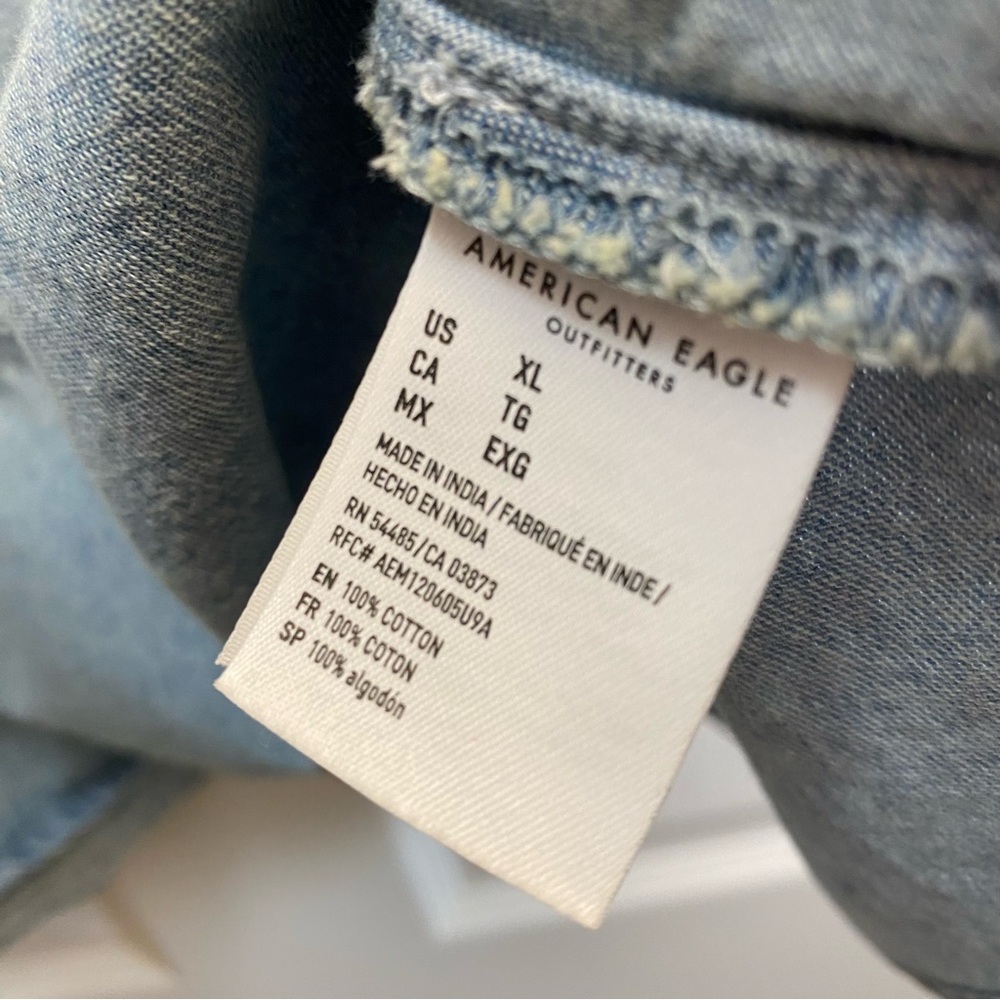 AMERICAN EAGLE
OUTFITTERS
US XL
CA TG
MX EXG
MADE IN INDIA / FABRIQUÉ EN INDE /
HECHO EN INDIA
RN 54485 / CA 03873
RFC# AEM120605U9A
EN 100% COTTON
FR 100% COTON
SP 100% algodón